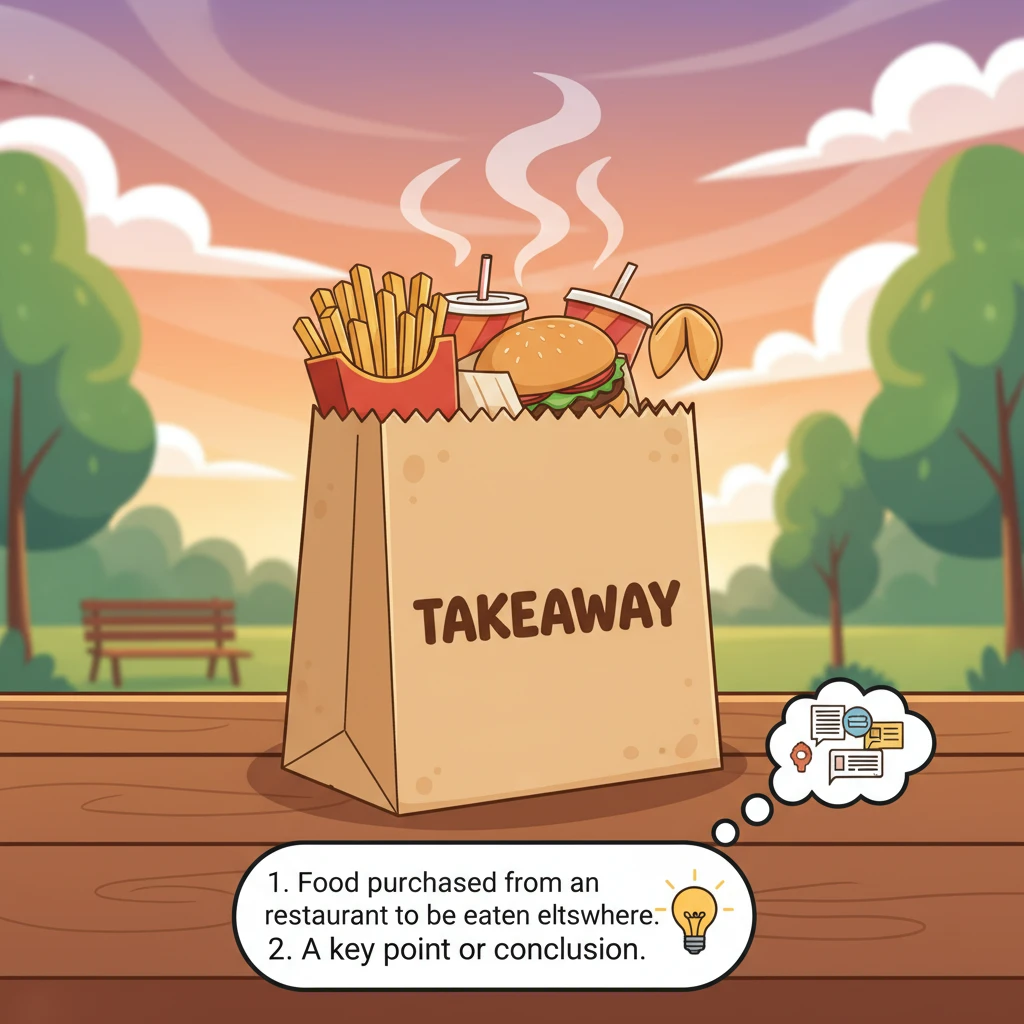 TAKEAWAY
1. Food purchased from an
restaurant to be eaten eltswhere.
2. A key point or conclusion.